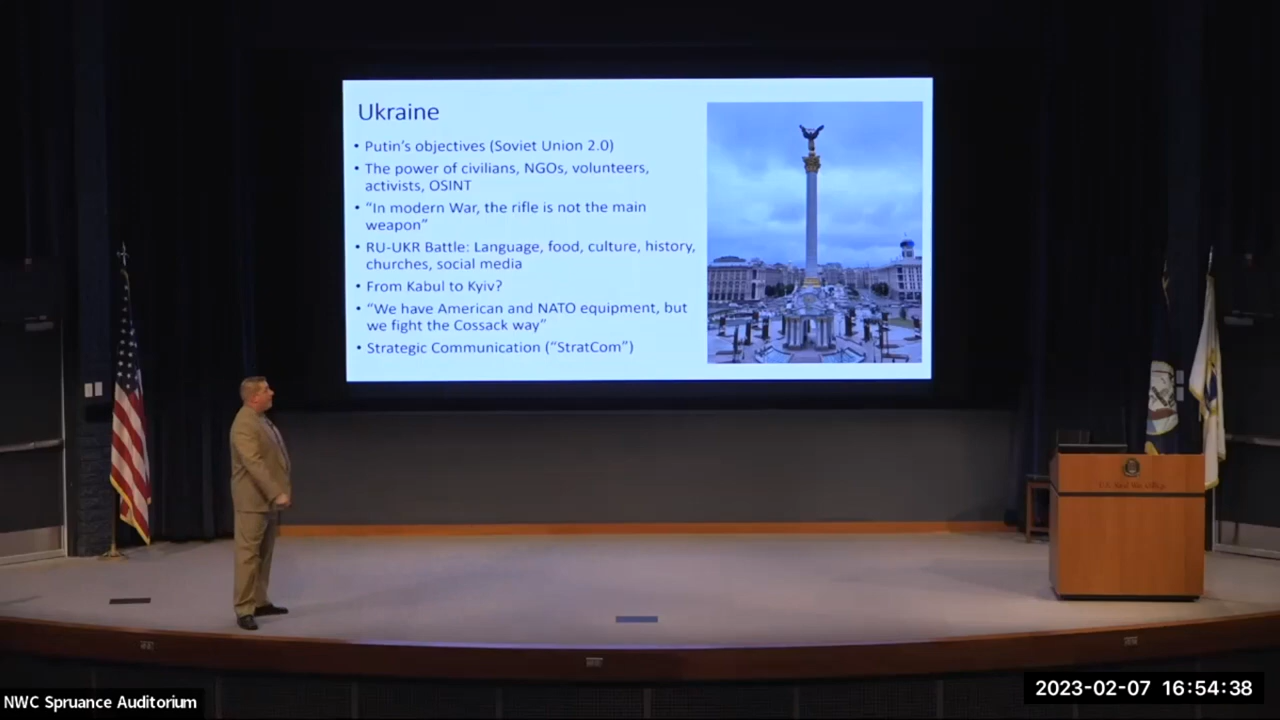 Ukraine
• Putin's objectives (Soviet Union 2.0)
• The power of civilians, NGOs, volunteers,
activists, OSINT
• “In modern War, the rifle is not the main
weapon”
• RU-UKR Battle: Language, food, culture, history,
churches, social media
• From Kabul to Kyiv?
• “We have American and NATO equipment, but
we fight the Cossack way”
• Strategic Communication (“StratCom”)
NWC Spruance Auditorium
2023-02-07 16:54:38